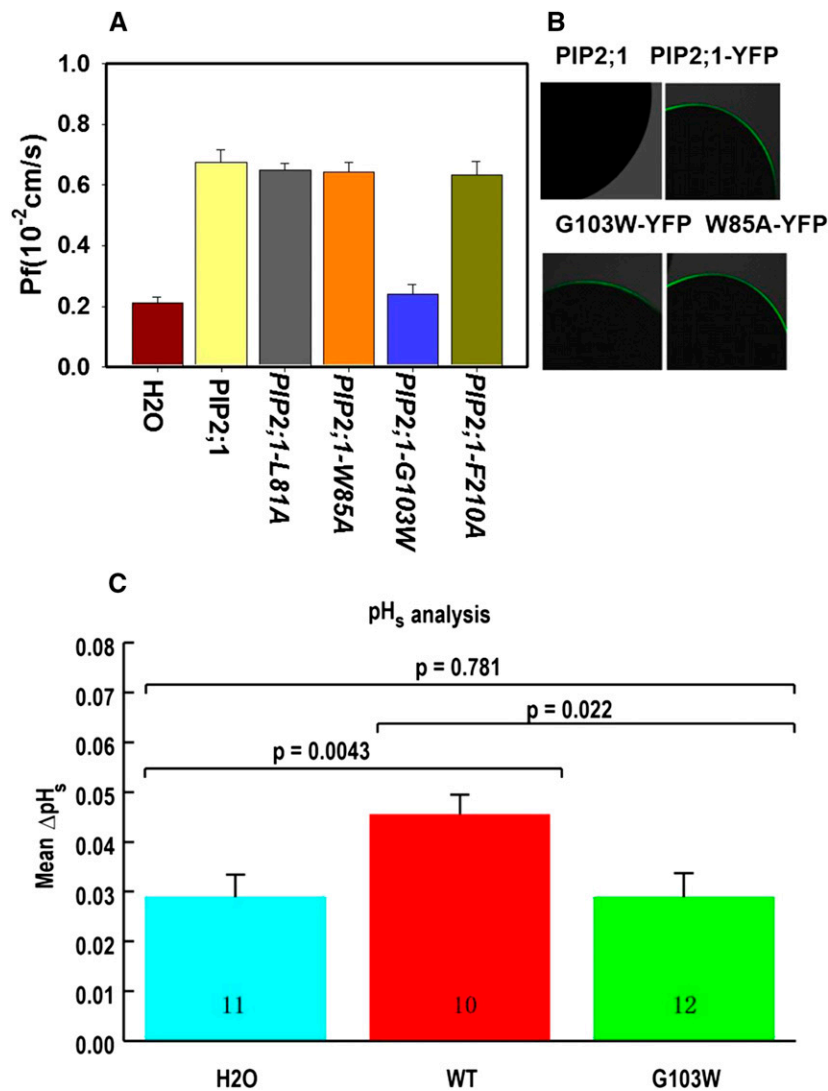 A
Pf(10-2cm/s)
1.0
0.8
0.6
0.4
0.2
0.0
H2O
PIP2;1
PIP2;1-L81A
PIP2;1-W85A
PIP2;1-G103W
PIP2;1-F210A
B
PIP2;1 PIP2;1-YFP
G103W-YFP W85A-YFP
C
pHs analysis
Mean ΔpHs
0.08
0.07
0.06
0.05
0.04
0.03
0.02
0.01
0.00
p = 0.781
p = 0.022
p = 0.0043
11
10
12
H2O
WT
G103W